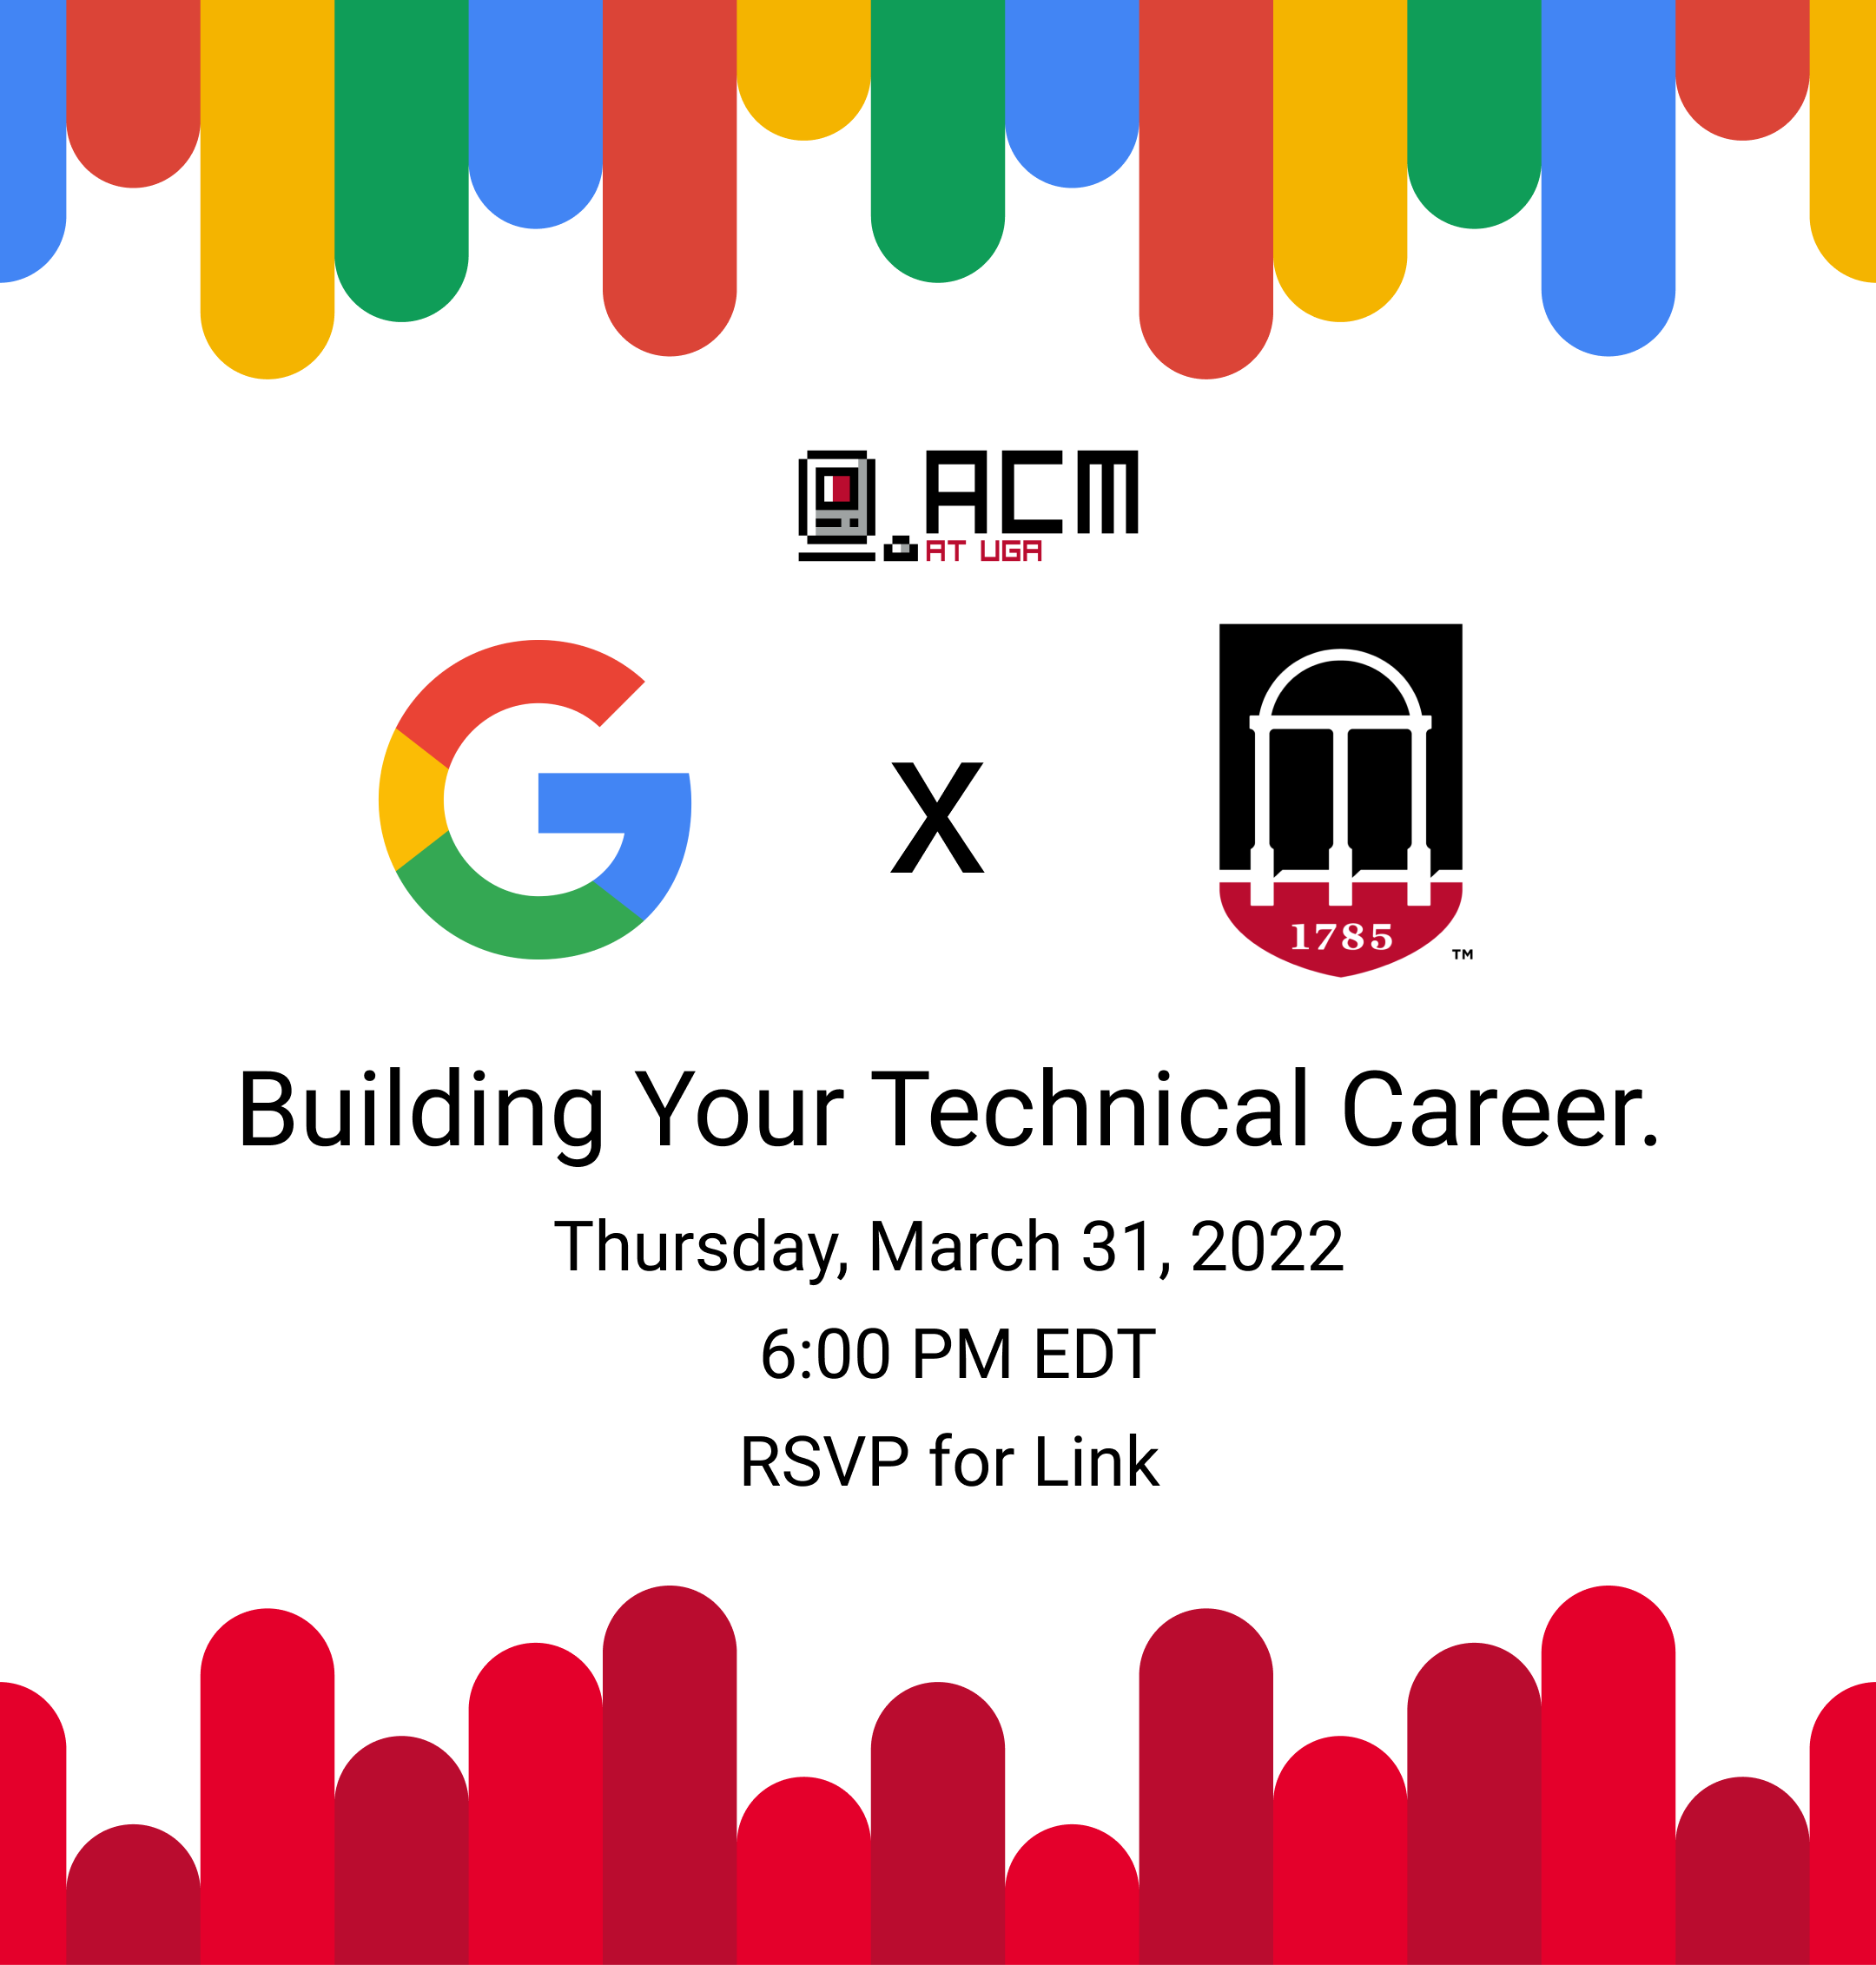 ACM
AT UGA
G X
1785
TM
Building Your Technical Career.
Thursday, March 31, 2022
6:00 PM EDT
RSVP for Link